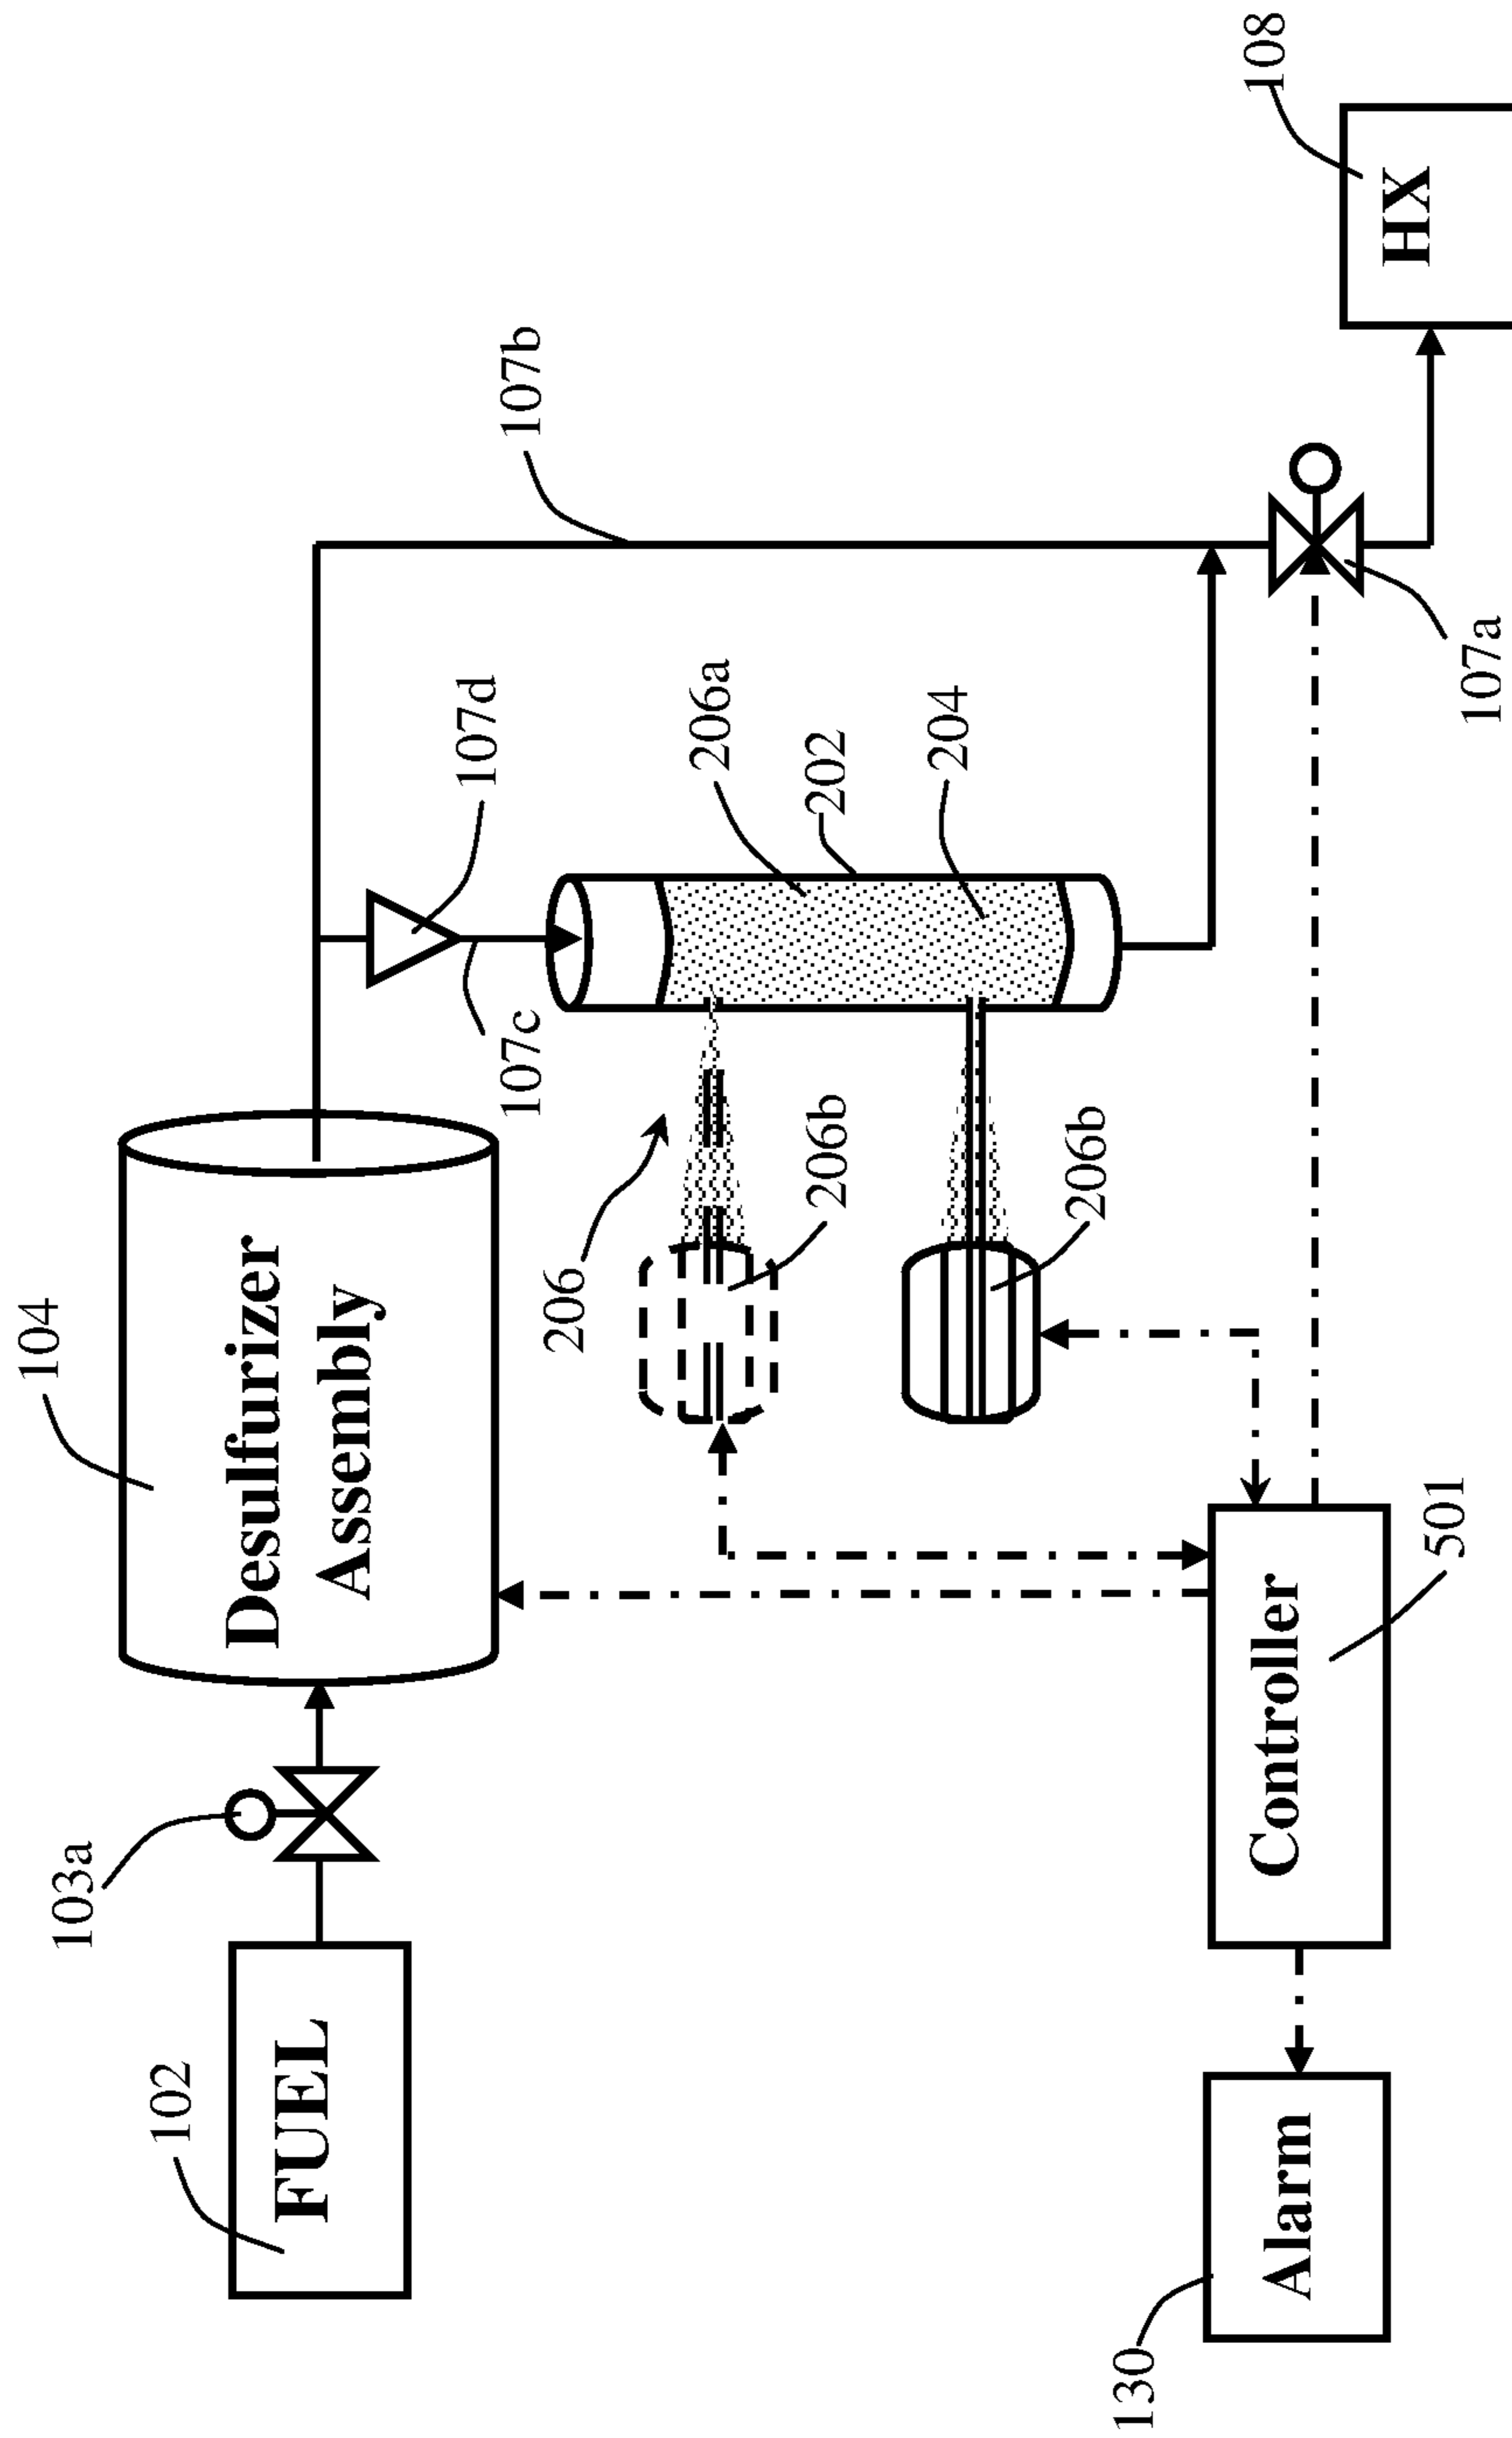 104
103a
102
FUEL
Desulfurizer
Assembly
107d
107c
107b
206
206a
202
204
206b
206b
108
HX
107a
Controller
501
Alarm
130